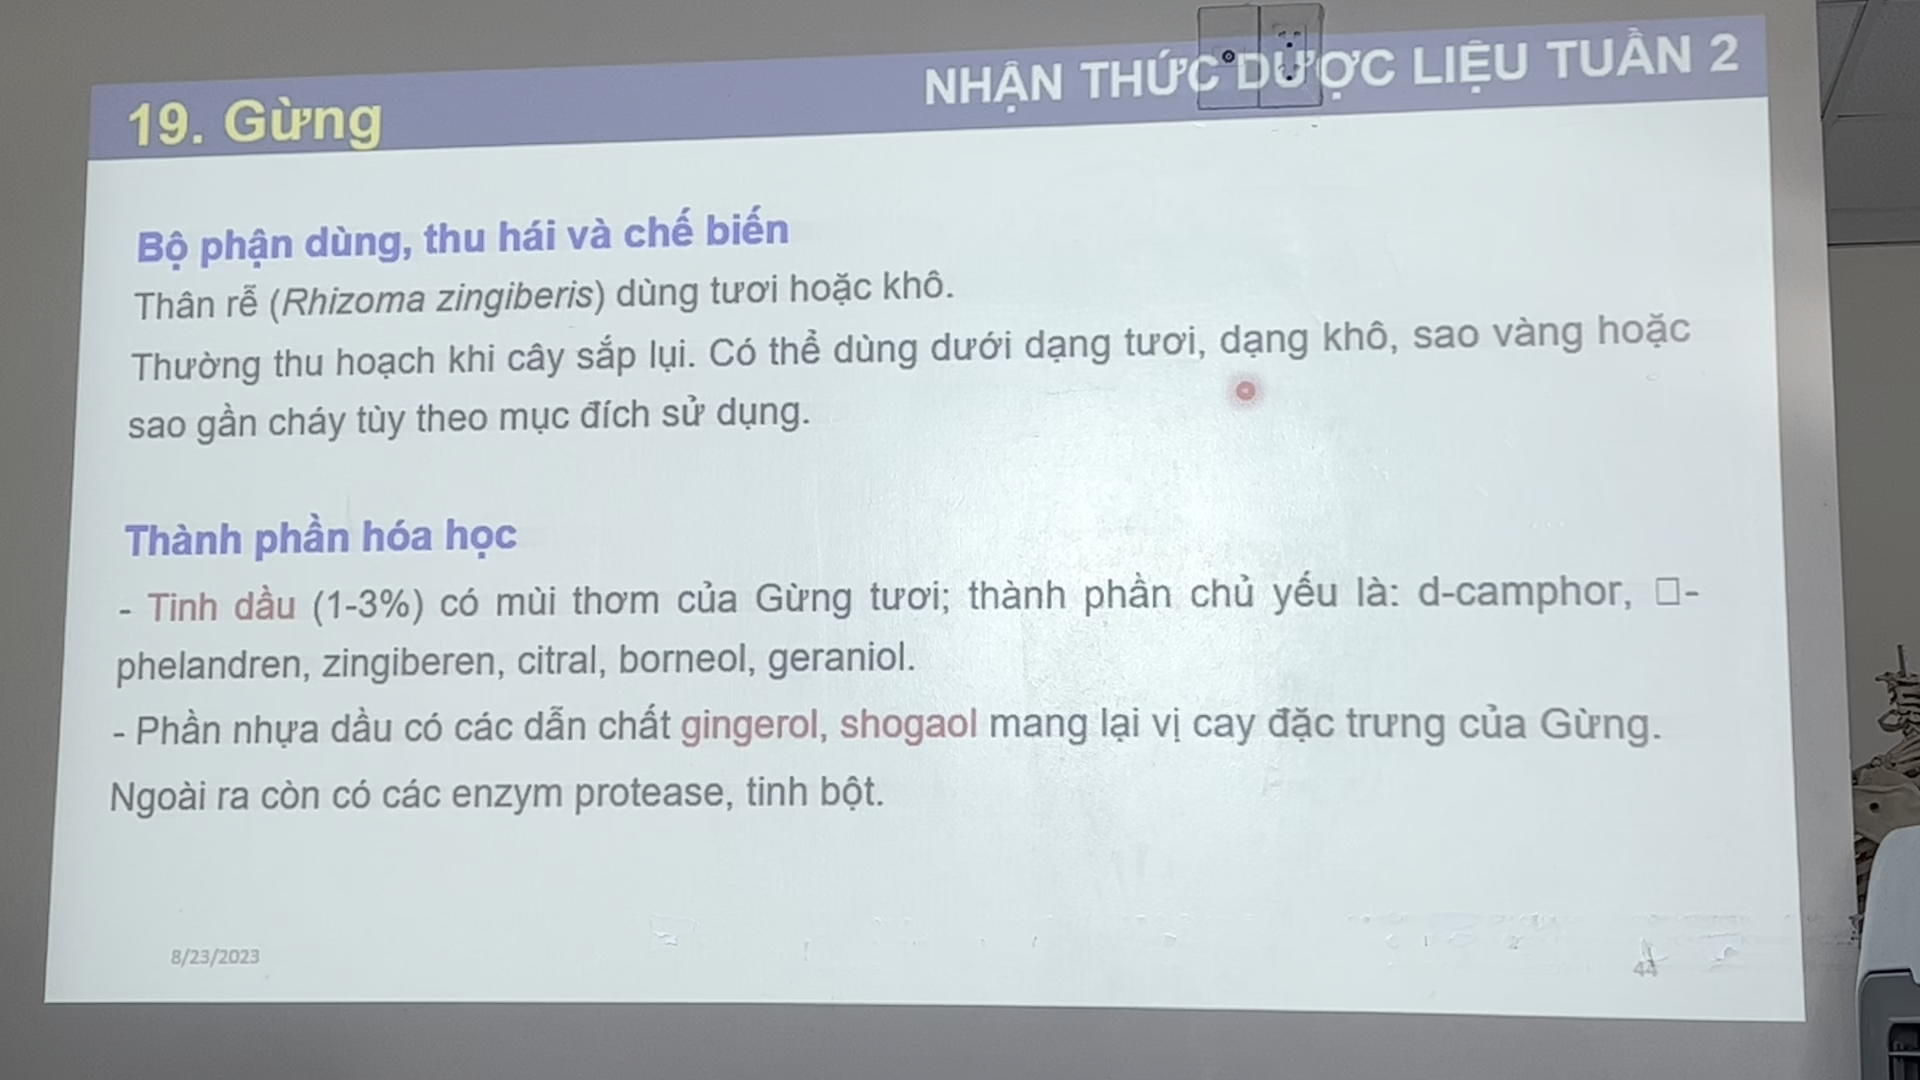 NHẬN THỨC DƯỢC LIỆU TUẦN 2
19. Gừng
Bộ phận dùng, thu hái và chế biến
Thân rễ (Rhizoma zingiberis) dùng tươi hoặc khô.
Thường thu hoạch khi cây sắp lụi. Có thể dùng dưới dạng tươi, dạng khô, sao vàng hoặc
sao gần cháy tùy theo mục đích sử dụng.
Thành phần hóa học
- Tinh dầu (1-3%) có mùi thơm của Gừng tươi; thành phần chủ yếu là: d-camphor, □-
phelandren, zingiberen, citral, borneol, geraniol.
- Phần nhựa dầu có các dẫn chất gingerol, shogaol mang lại vị cay đặc trưng của Gừng.
Ngoài ra còn có các enzym protease, tinh bột.
8/23/2023
44